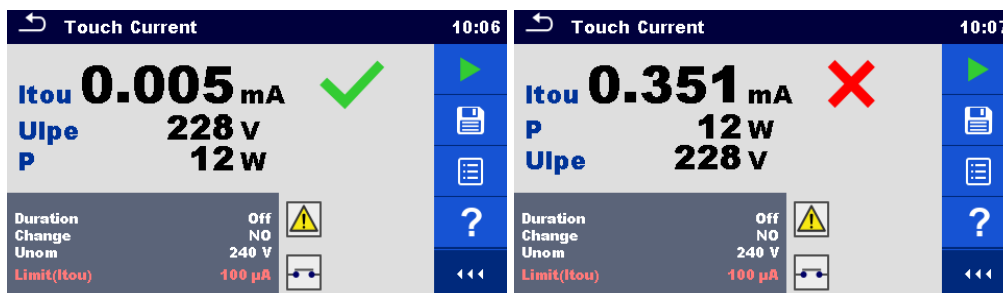 Touch Current 10:06
Itou 0.005 mA
Ulpe 228 V
P 12 W
Duration Off
Change NO
Unom 240 V
Limit(Itou) 100 µA
?
Touch Current 10:07
Itou 0.351 mA
P 12 W
Ulpe 228 V
Duration Off
Change NO
Unom 240 V
Limit(Itou) 100 µA
?